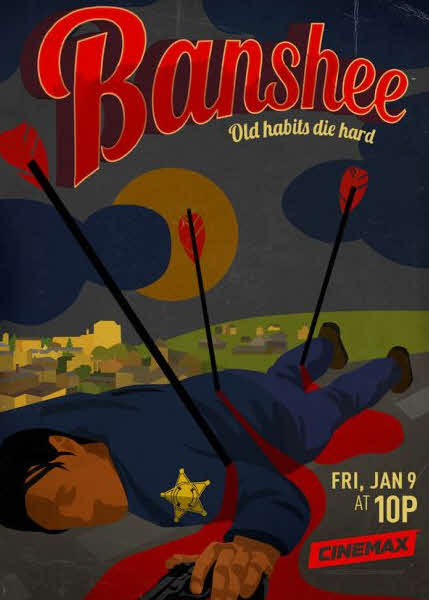 Banshee
Old habits die hard
FRI, JAN 9
AT 10P
CINEMAX